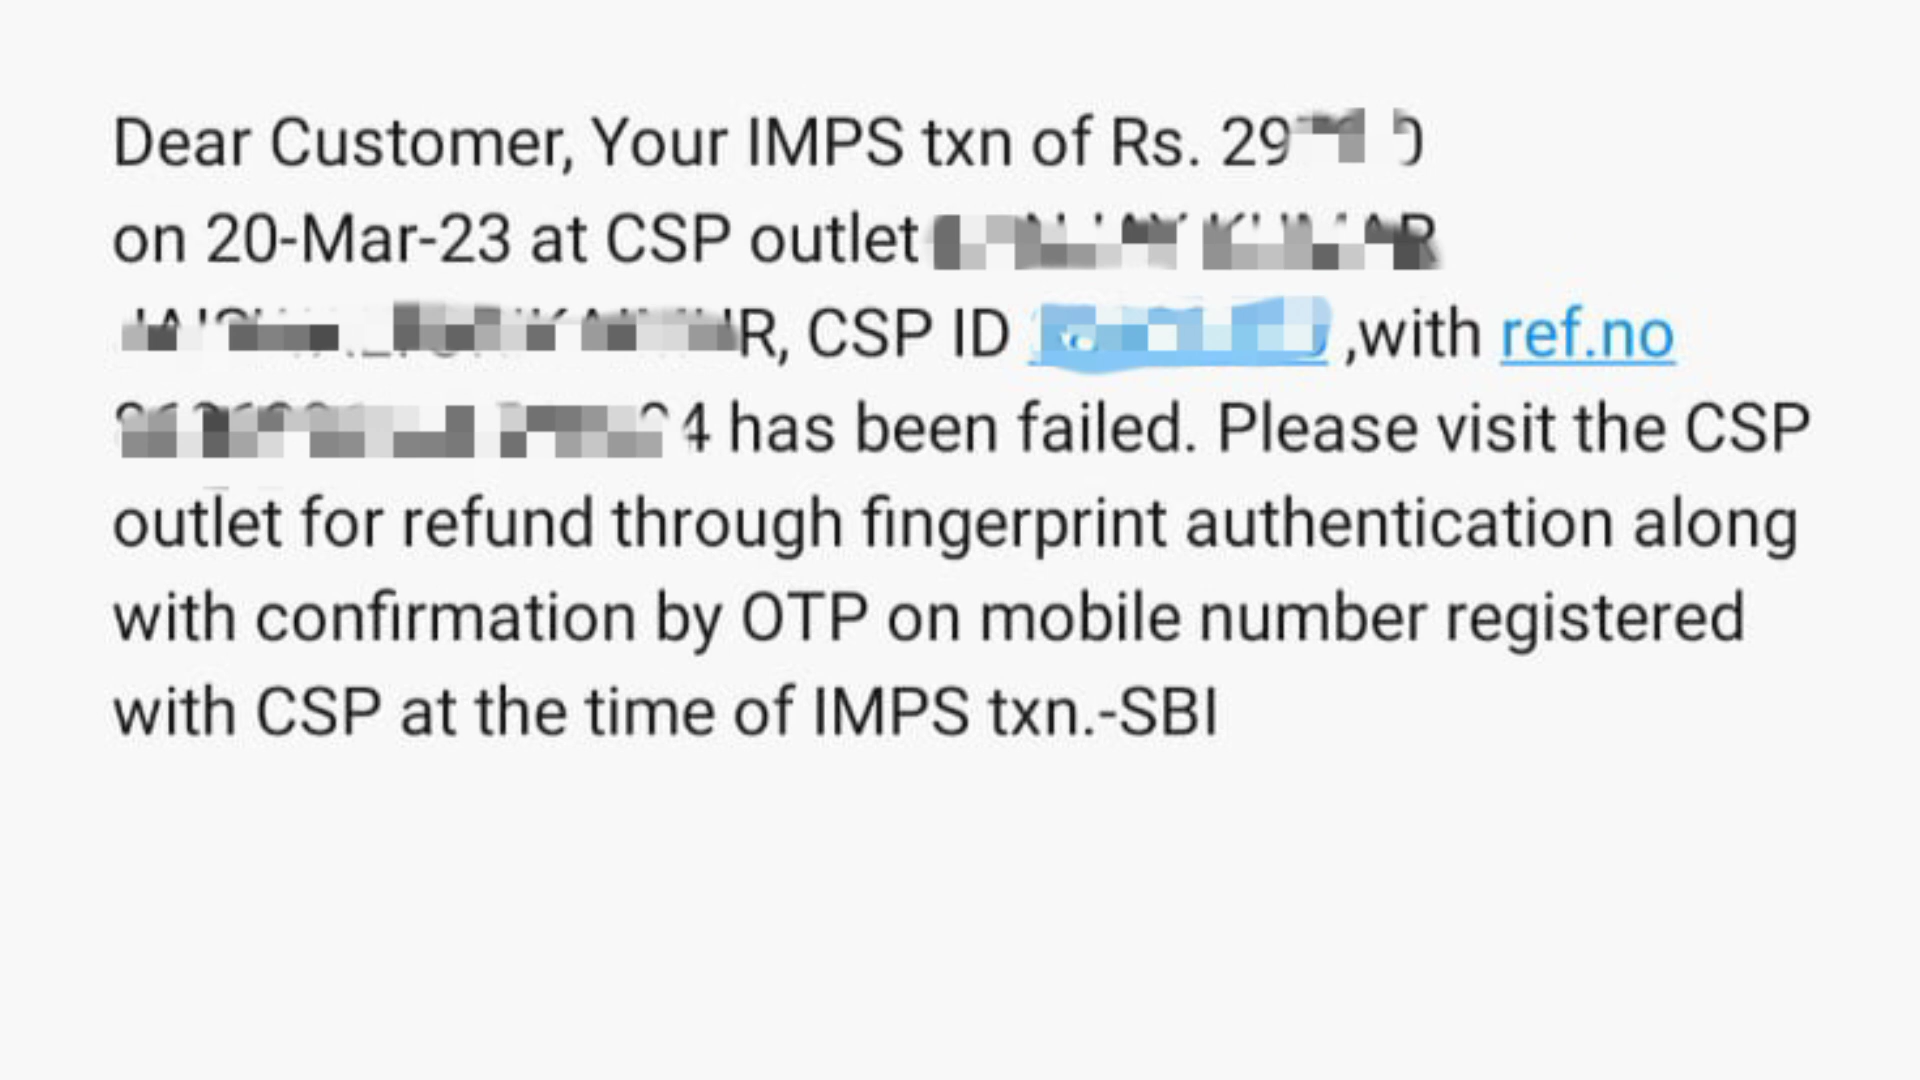 Dear Customer, Your IMPS txn of Rs.
on 20-Mar-23 at CSP outlet
CSP ID ,with ref.no
has been failed. Please visit the CSP
outlet for refund through fingerprint authentication along
with confirmation by OTP on mobile number registered
with CSP at the time of IMPS txn.-SBI